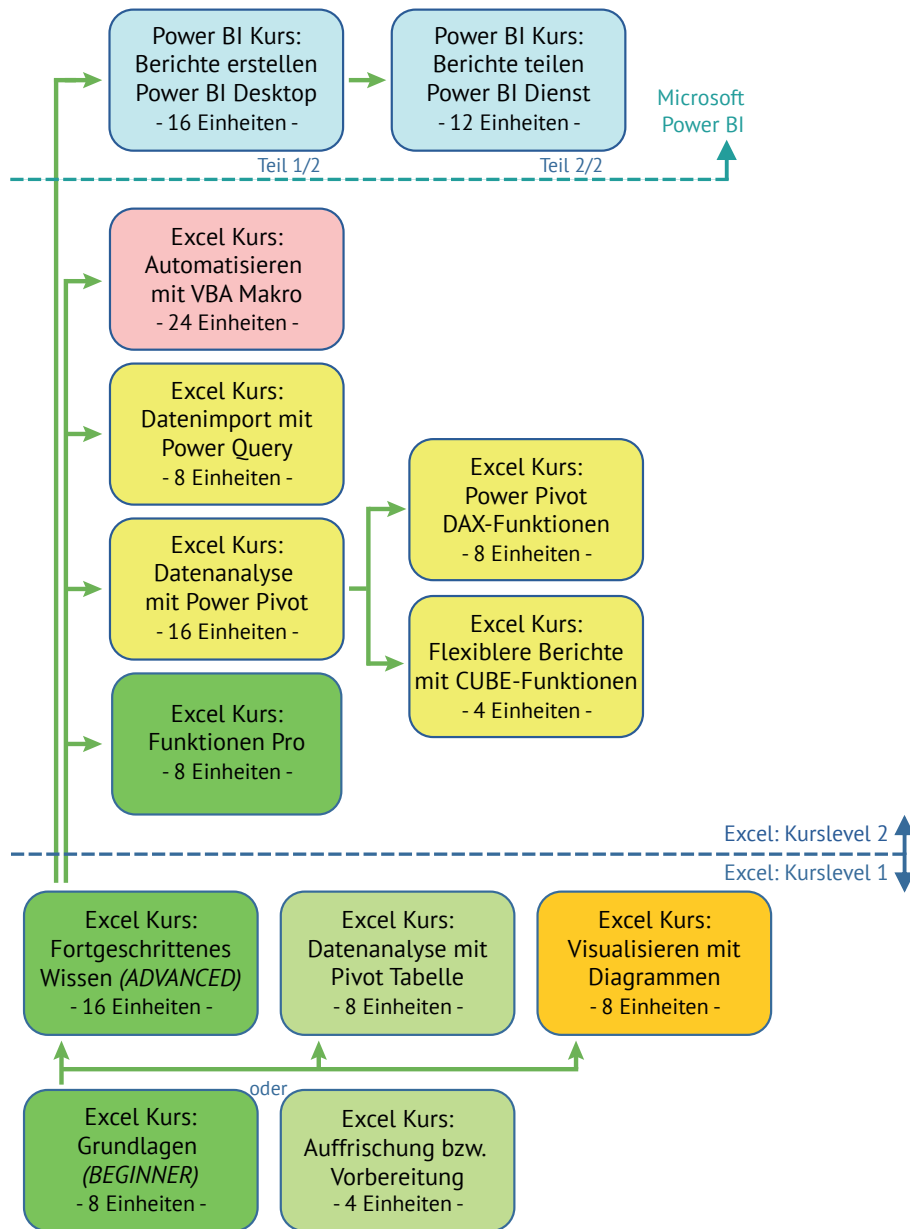 Power BI Kurs:
Berichte erstellen
Power BI Desktop
- 16 Einheiten -
Teil 1/2
Power BI Kurs:
Berichte teilen
Power BI Dienst
- 12 Einheiten -
Teil 2/2
Microsoft
Power BI
Excel Kurs:
Automatisieren
mit VBA Makro
- 24 Einheiten -
Excel Kurs:
Datenimport mit
Power Query
- 8 Einheiten -
Excel Kurs:
Datenanalyse
mit Power Pivot
- 16 Einheiten -
Excel Kurs:
Power Pivot
DAX-Funktionen
- 8 Einheiten -
Excel Kurs:
Flexiblere Berichte
mit CUBE-Funktionen
- 4 Einheiten -
Excel Kurs:
Funktionen Pro
- 8 Einheiten -
Excel: Kurslevel 2
Excel: Kurslevel 1
Excel Kurs:
Fortgeschrittenes
Wissen (ADVANCED)
- 16 Einheiten -
Excel Kurs:
Datenanalyse mit
Pivot Tabelle
- 8 Einheiten -
Excel Kurs:
Visualisieren mit
Diagrammen
- 8 Einheiten -
oder
Excel Kurs:
Grundlagen
(BEGINNER)
- 8 Einheiten -
Excel Kurs:
Auffrischung bzw.
Vorbereitung
- 4 Einheiten -